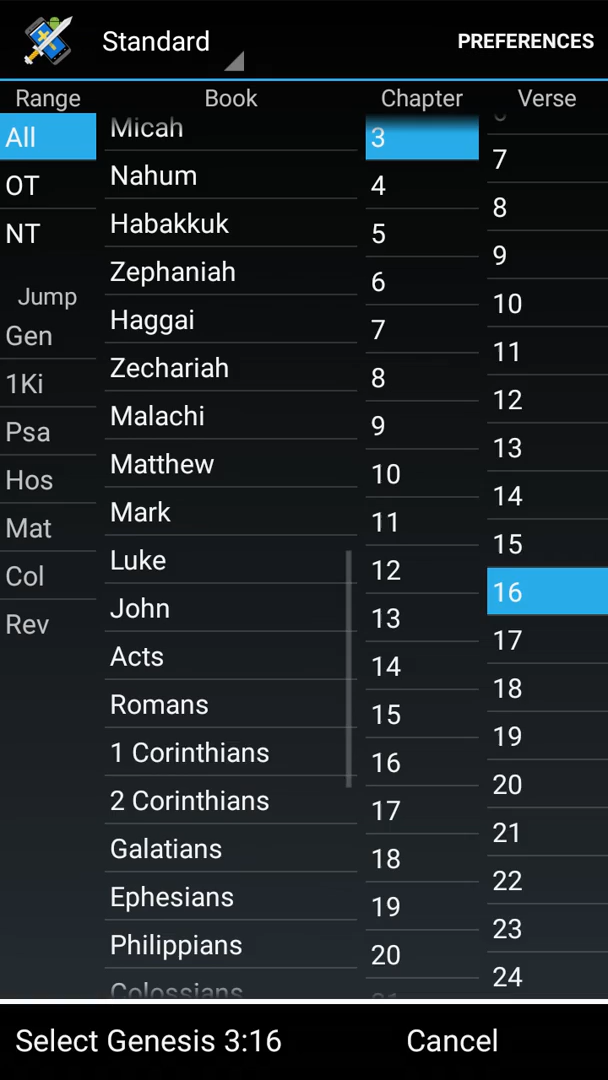 Standard
PREFERENCES
Range
Book
Chapter
Verse
All
OT
NT
Jump
Gen
1Ki
Psa
Hos
Mat
Col
Rev
Micah
Nahum
Habakkuk
Zephaniah
Haggai
Zechariah
Malachi
Matthew
Mark
Luke
John
Acts
Romans
1 Corinthians
2 Corinthians
Galatians
Ephesians
Philippians
Colossians
3
4
5
6
7
8
9
10
11
12
13
14
15
16
17
18
19
20
7
8
9
10
11
12
13
14
15
16
17
18
19
20
21
22
23
24
Select Genesis 3:16
Cancel